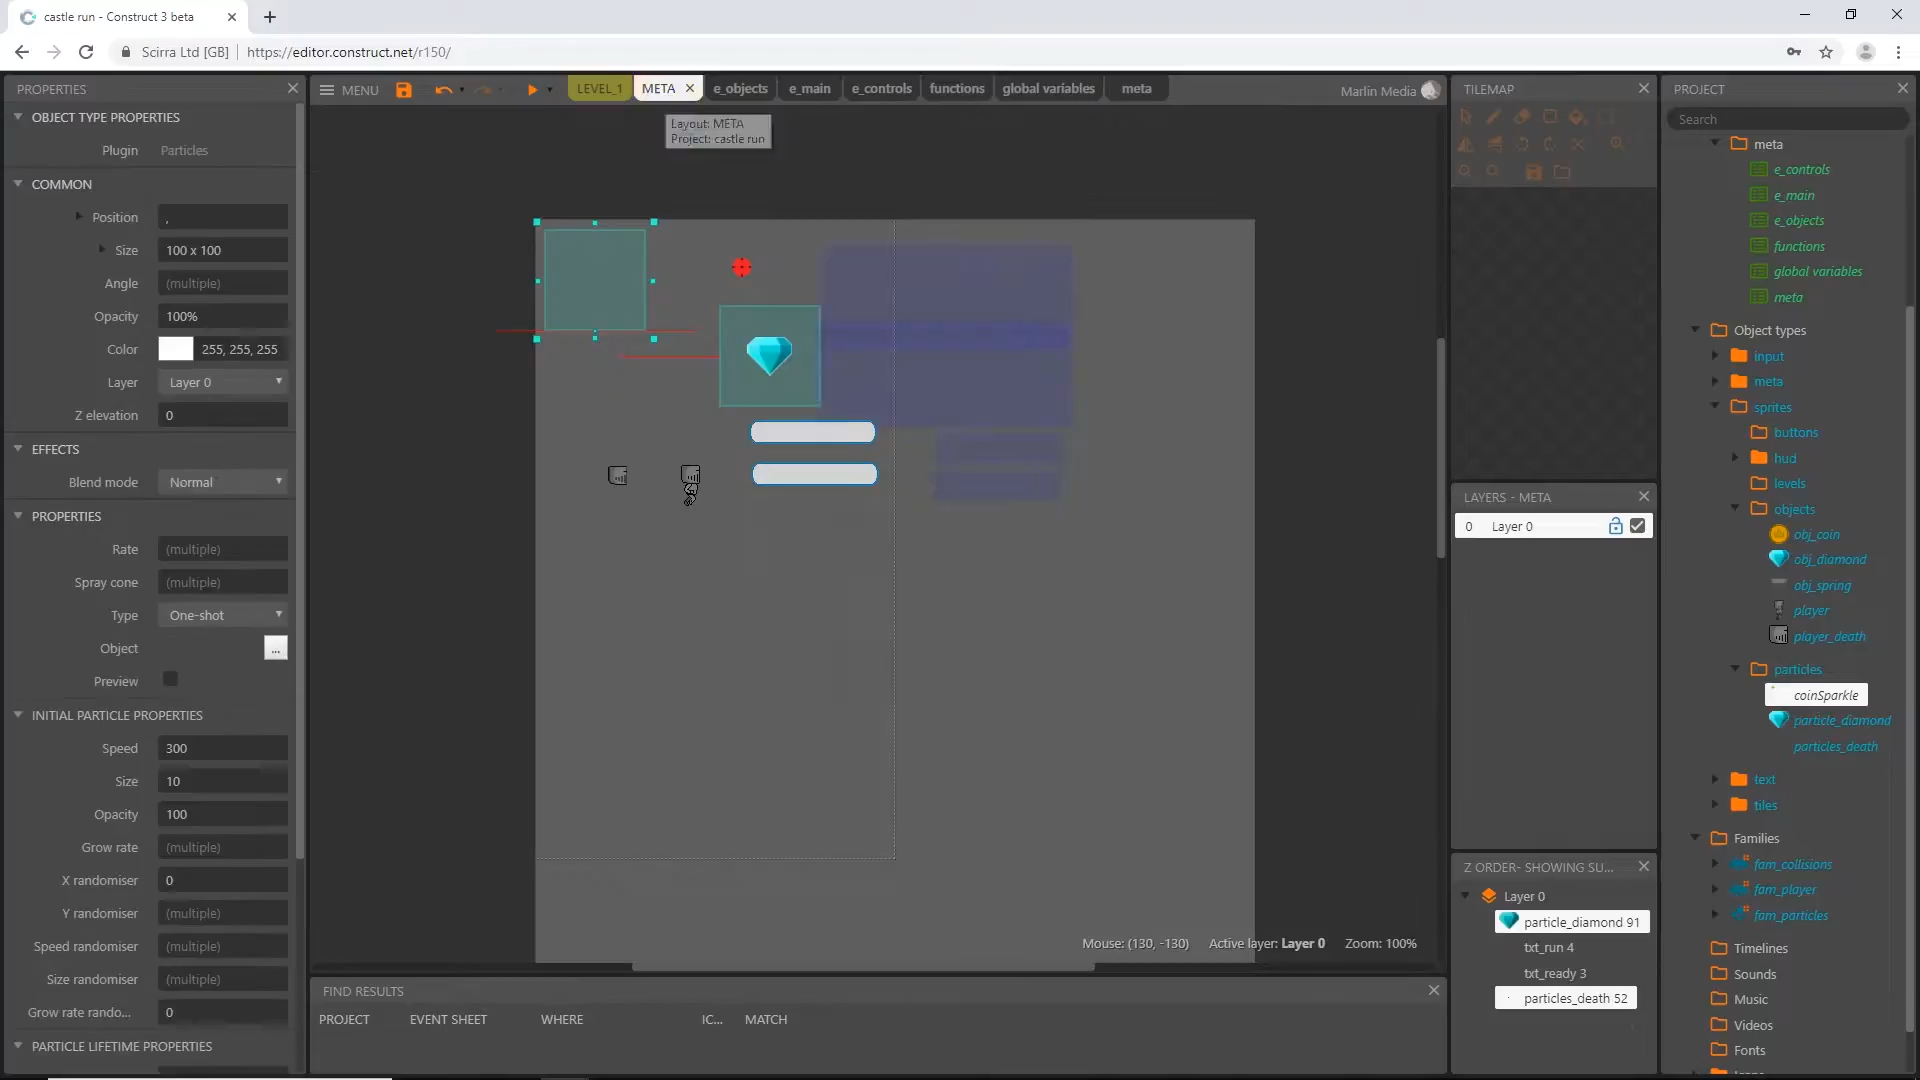 castle run - Construct 3 beta
Scirra Ltd [GB]
https://editor.construct.net/r150/
PROPERTIES
OBJECT TYPE PROPERTIES
Plugin Particles
COMMON
Position ,
Size 100 x 100
Angle (multiple)
Opacity 100%
Color 255, 255, 255
Layer Layer 0
Z elevation 0
EFFECTS
Blend mode Normal
PROPERTIES
Rate (multiple)
Spray cone (multiple)
Type One-shot
Object ...
Preview
INITIAL PARTICLE PROPERTIES
Speed 300
Size 10
Opacity 100
Grow rate (multiple)
X randomiser 0
Y randomiser (multiple)
Speed randomiser (multiple)
Size randomiser (multiple)
Grow rate rando... 0
PARTICLE LIFETIME PROPERTIES
MENU
LEVEL_1
META
e_objects
e_main
e_controls
functions
global variables
meta
Marlin Media
Layout: META
Project: castle run
Mouse: (130, -130) Active layer: Layer 0 Zoom: 100%
FIND RESULTS
PROJECT EVENT SHEET WHERE IC... MATCH
TILEMAP
LAYERS - META
0 Layer 0
Z ORDER- SHOWING SU...
Layer 0
particle_diamond 91
txt_run 4
txt_ready 3
particles_death 52
PROJECT
Search
meta
e_controls
e_main
e_objects
functions
global variables
meta
Object types
input
meta
sprites
buttons
hud
levels
objects
obj_coin
obj_diamond
obj_spring
player
player_death
particles
coinSparkle
particle_diamond
particles_death
text
tiles
Families
fam_collisions
fam_player
fam_particles
Timelines
Sounds
Music
Videos
Fonts